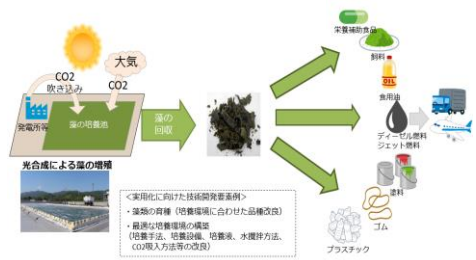 大気
CO2
吹き込み
CO2
発電所等
藻の培養池
光合成による藻の増殖
藻の
回収
栄養補助食品
飼料
OIL
食用油
ディーゼル燃料
ジェット燃料
塗料
ゴム
プラスチック
<実用化に向けた技術開発要素例>
・藻類の育種(培養環境に合わせた品種改良)
・最適な培養環境の構築
(培養手法、培養設備、培養液、水攪拌方法、
CO2吸入方法等の改良)